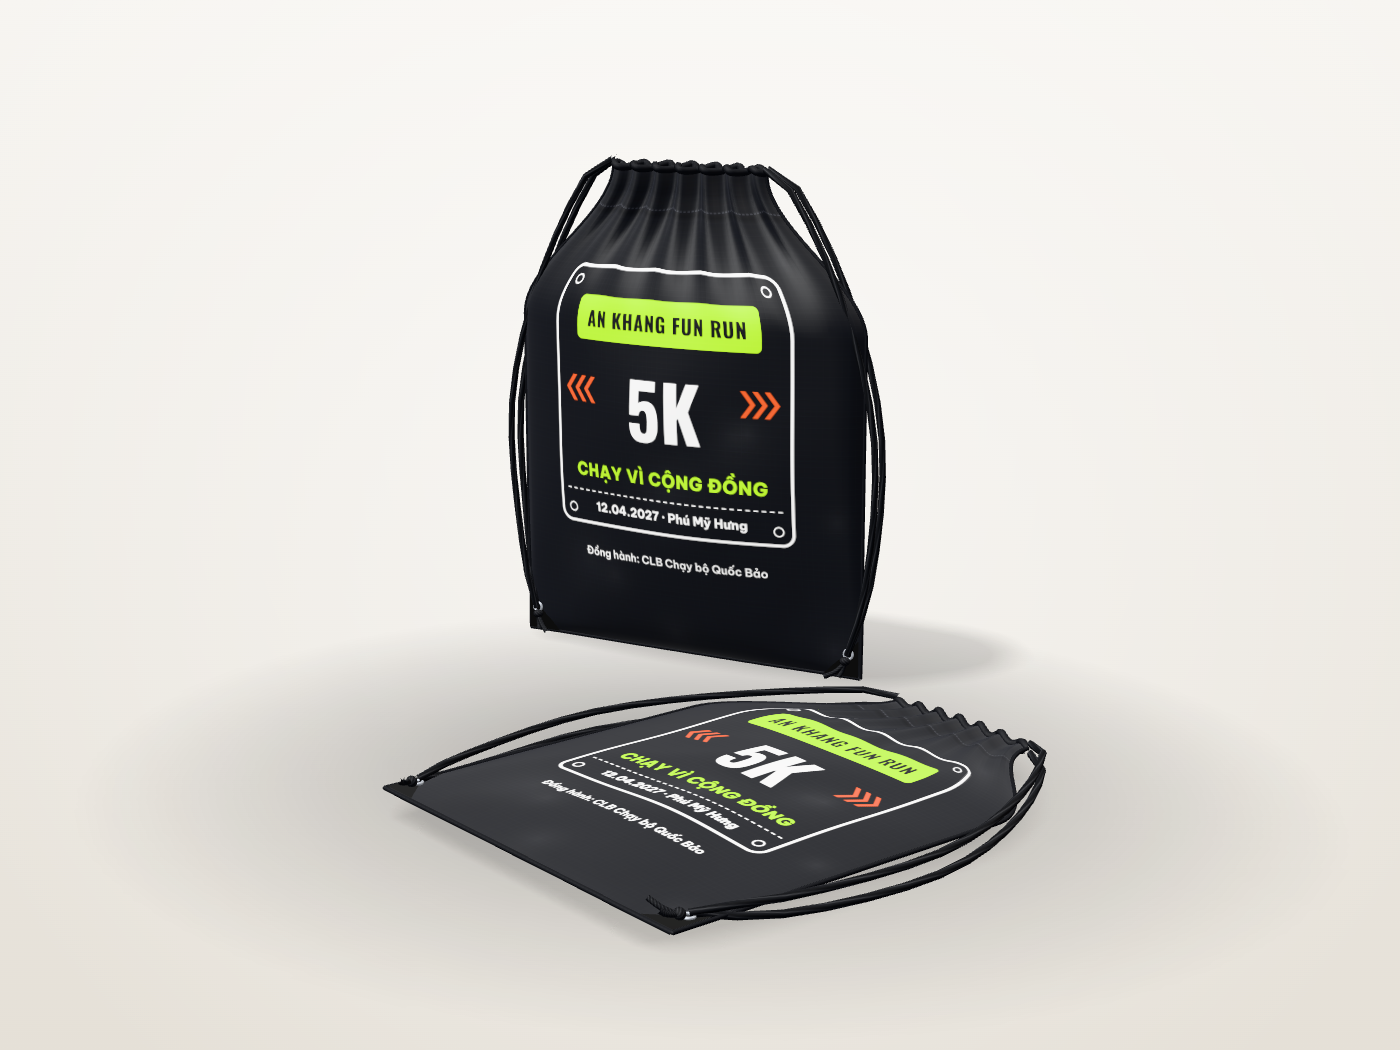 AN KHANG FUN RUN
5K
CHẠY VÌ CỘNG ĐỒNG
12.04.2027 · Phú Mỹ Hưng
Đồng hành: CLB Chạy bộ Quốc Bảo
AN KHANG FUN RUN
5K
CHẠY VÌ CỘNG ĐỒNG
12.04.2027 · Phú Mỹ Hưng
Đồng hành: CLB Chạy bộ Quốc Bảo